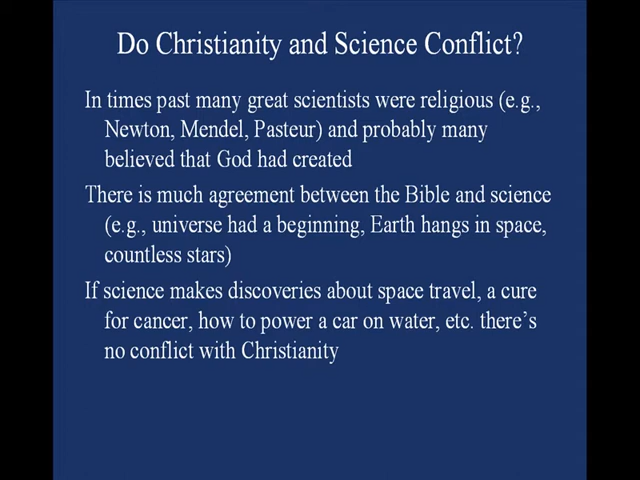 Do Christianity and Science Conflict?
In times past many great scientists were religious (e.g.,
Newton, Mendel, Pasteur) and probably many
believed that God had created
There is much agreement between the Bible and science
(e.g., universe had a beginning, Earth hangs in space,
countless stars)
If science makes discoveries about space travel, a cure
for cancer, how to power a car on water, etc. there's
no conflict with Christianity